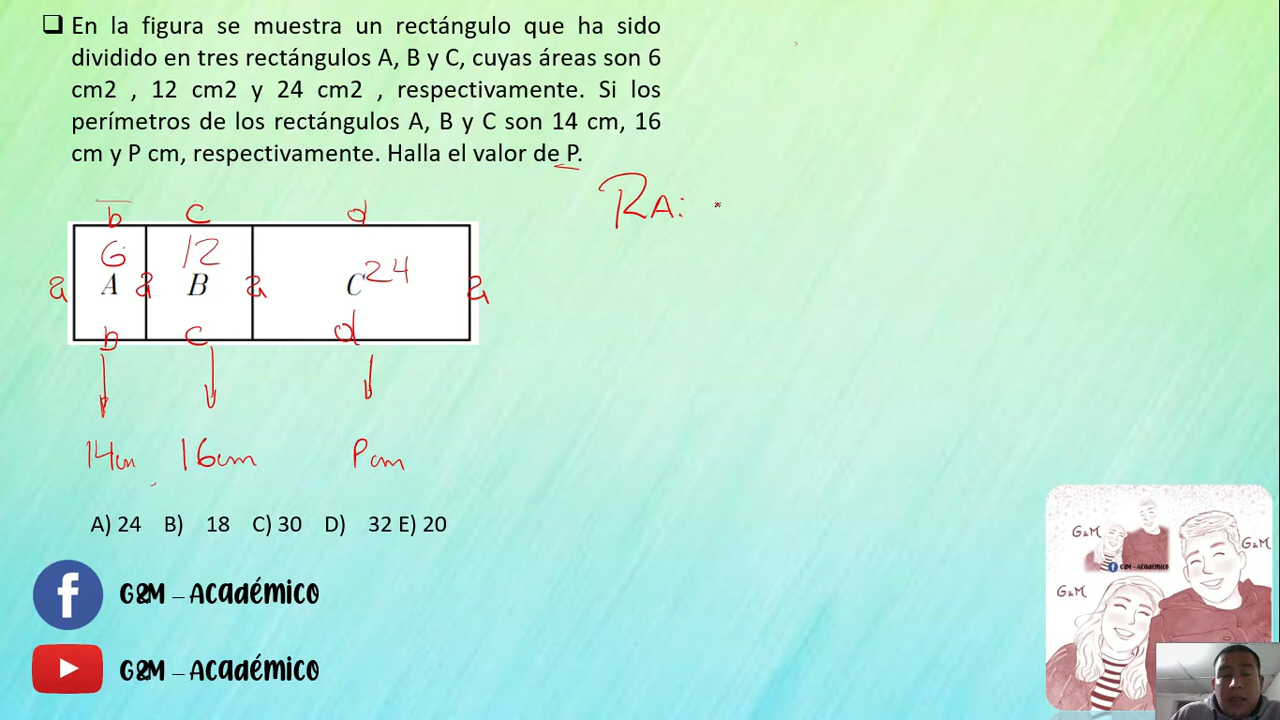 En la figura se muestra un rectángulo que ha sido
dividido en tres rectángulos A, B y C, cuyas áreas son 6
cm2 , 12 cm2 y 24 cm2 , respectivamente. Si los
perímetros de los rectángulos A, B y C son 14 cm, 16
cm y P cm, respectivamente. Halla el valor de P.
RA:
b c d
6 12
a A a B a C 24 a
b c d
14cm 16cm Pcm
A) 24 B) 18 C) 30 D) 32 E) 20
G&M – Académico
G&M – Académico
G&M
G&M
G&M – Académico
G&M